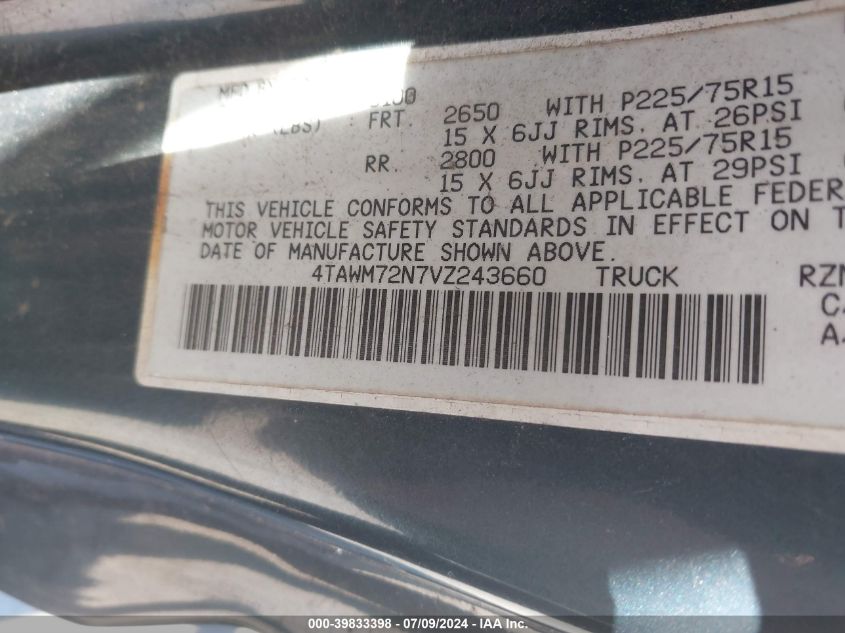 FRT. 2650 WITH P225/75R15
(LBS) 15 X 6JJ RIMS. AT 26PSI
RR. 2800 WITH P225/75R15
15 X 6JJ RIMS. AT 29PSI
THIS VEHICLE CONFORMS TO ALL APPLICABLE FEDER
MOTOR VEHICLE SAFETY STANDARDS IN EFFECT ON T
DATE OF MANUFACTURE SHOWN ABOVE.
4TAWM72N7VZ243660 TRUCK RZN
000-39833398 - 07/09/2024 - IAA Inc.